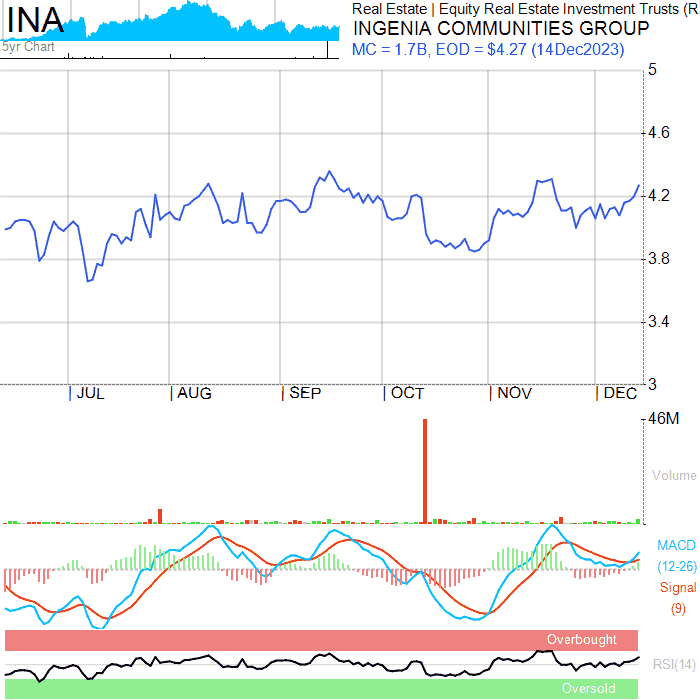 INA
5yr Chart
Real Estate | Equity Real Estate Investment Trusts (R
INGENIA COMMUNITIES GROUP
MC = 1.7B, EOD = $4.27 (14Dec2023)
5
4.6
4.2
3.8
3.4
3
JUL
AUG
SEP
OCT
NOV
DEC
46M
Volume
MACD
(12-26)
Signal
(9)
Overbought
RSI(14)
Oversold